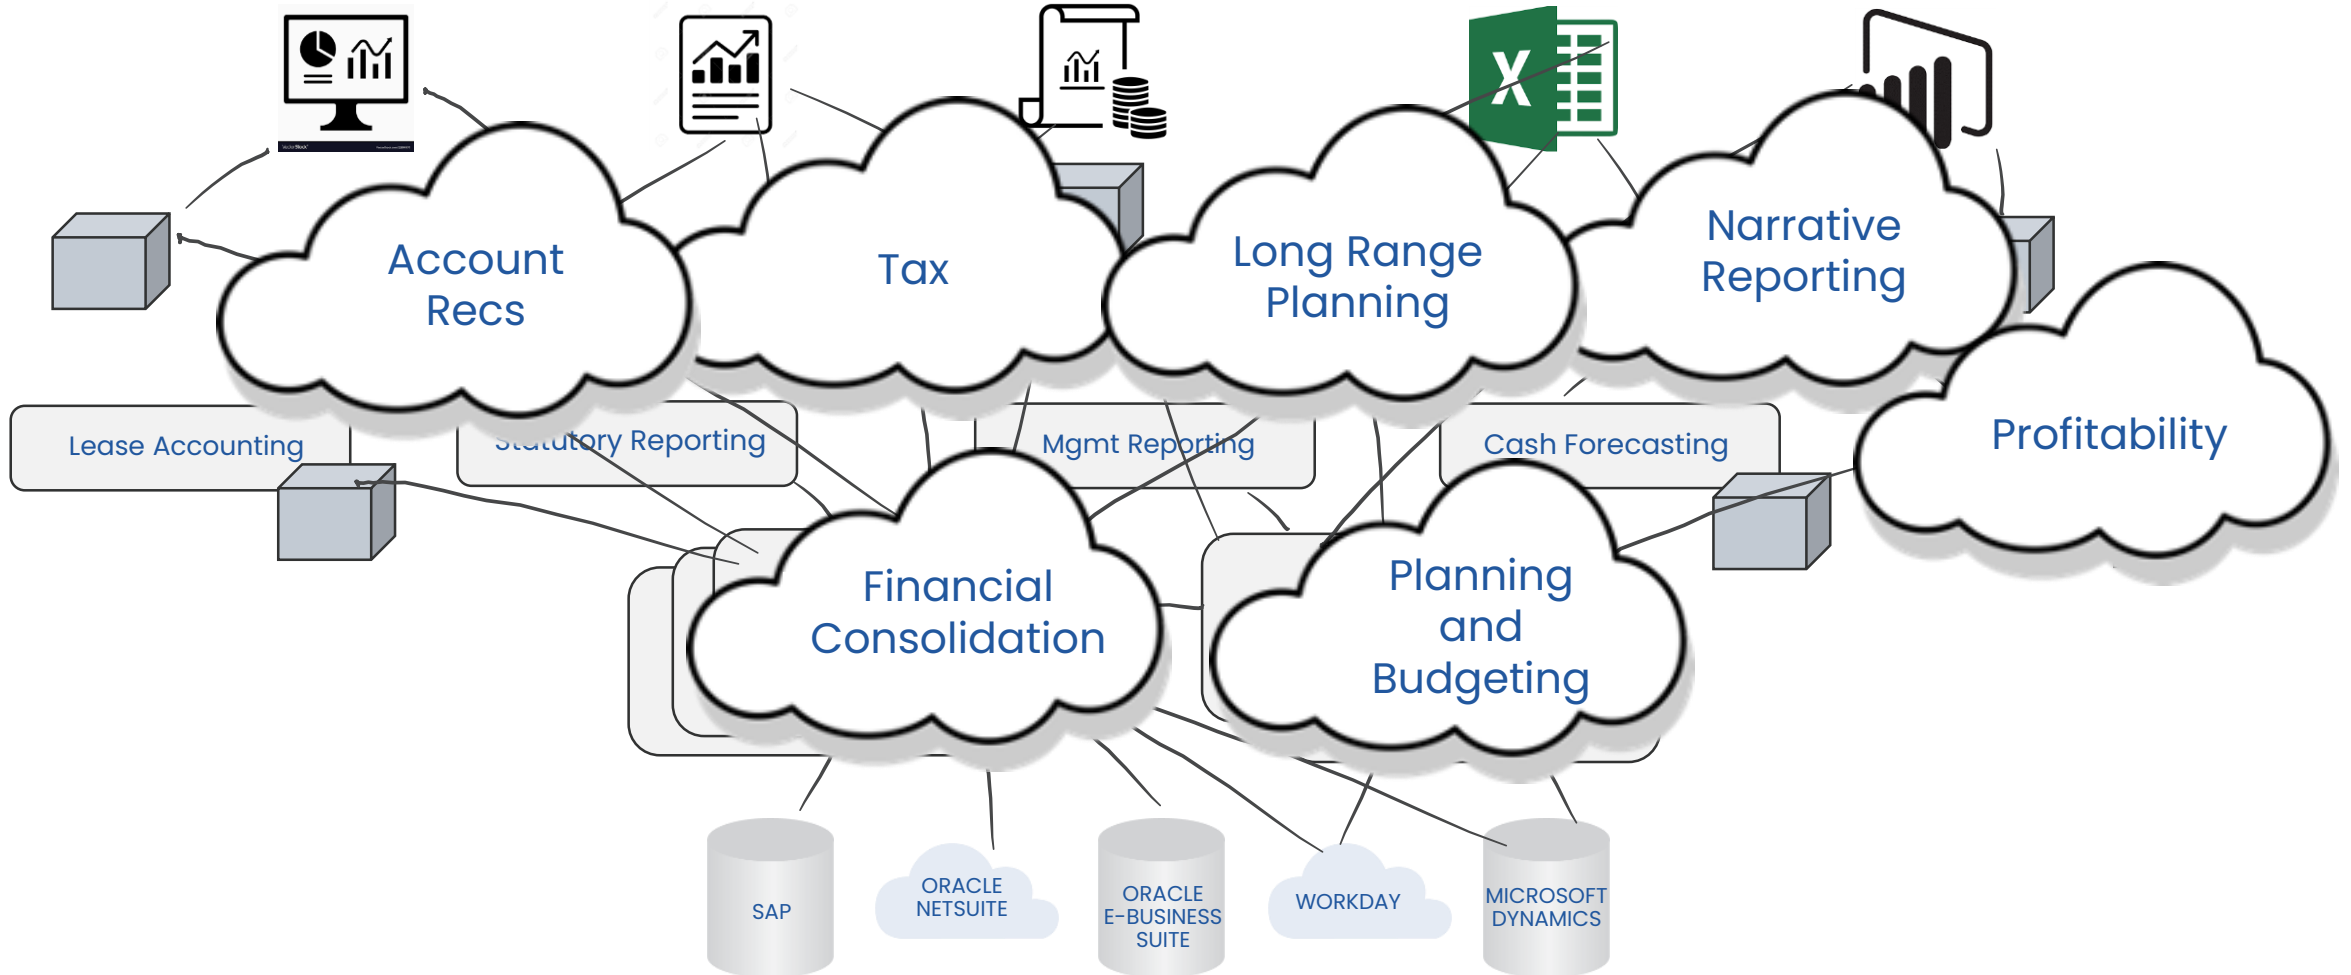 X
Account
Recs
Tax
Long Range
Planning
Narrative
Reporting
Profitability
Lease Accounting
Statutory Reporting
Mgmt Reporting
Cash Forecasting
Financial
Consolidation
Planning
and
Budgeting
SAP
ORACLE
NETSUITE
ORACLE
E-BUSINESS
SUITE
WORKDAY
MICROSOFT
DYNAMICS